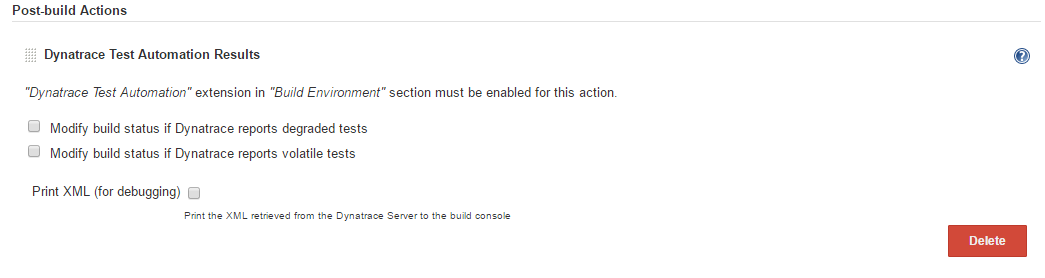 Post-build Actions
Dynatrace Test Automation Results
?
"Dynatrace Test Automation" extension in "Build Environment" section must be enabled for this action.
Modify build status if Dynatrace reports degraded tests
Modify build status if Dynatrace reports volatile tests
Print XML (for debugging)
Print the XML retrieved from the Dynatrace Server to the build console
Delete